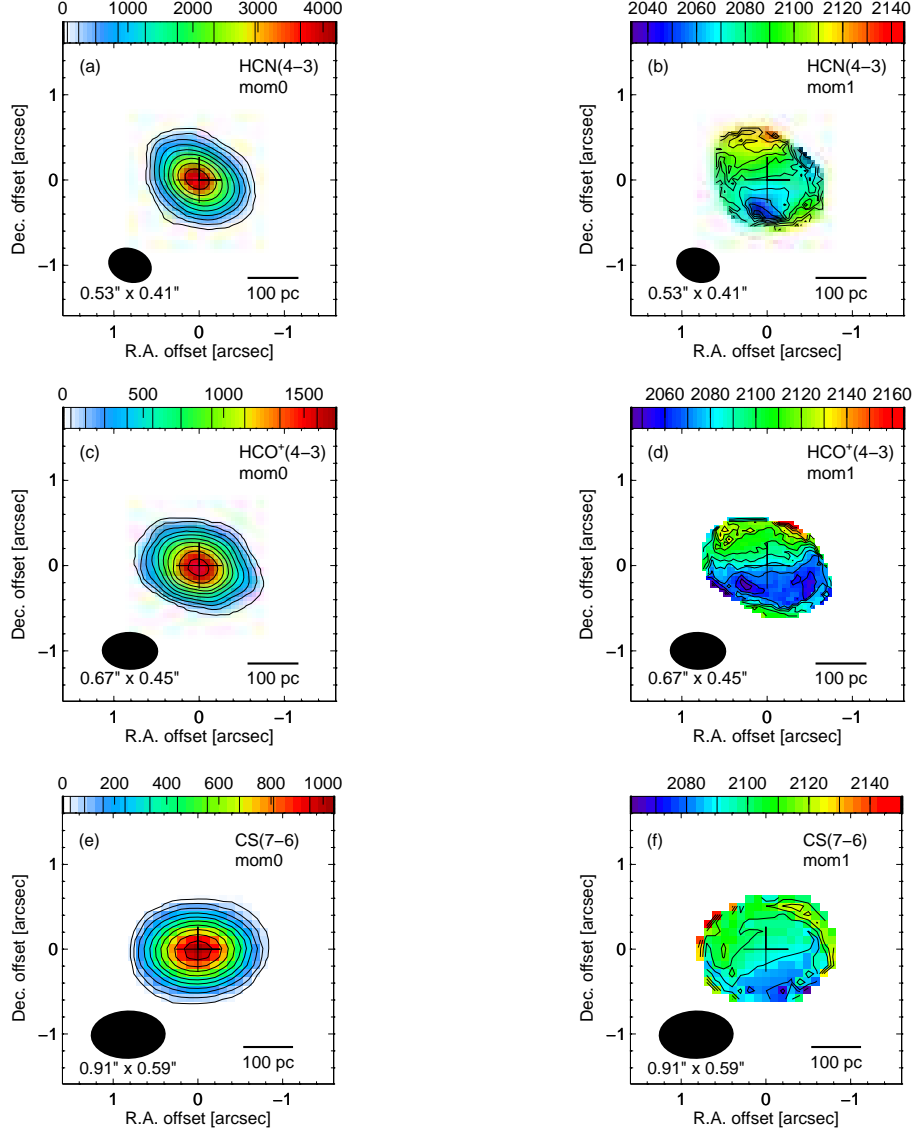 0 1000 2000 3000 4000
(a) HCN(4−3)
mom0
Dec. offset [arcsec]
1
0
−1
0.53" x 0.41"
100 pc
1 0 −1
R.A. offset [arcsec]
2040 2060 2080 2100 2120 2140
(b) HCN(4−3)
mom1
Dec. offset [arcsec]
1
0
−1
0.53" x 0.41"
100 pc
1 0 −1
R.A. offset [arcsec]
0 500 1000 1500
(c) HCO+(4−3)
mom0
Dec. offset [arcsec]
1
0
−1
0.67" x 0.45"
100 pc
1 0 −1
R.A. offset [arcsec]
2060 2080 2100 2120 2140 2160
(d) HCO+(4−3)
mom1
Dec. offset [arcsec]
1
0
−1
0.67" x 0.45"
100 pc
1 0 −1
R.A. offset [arcsec]
0 200 400 600 800 1000
(e) CS(7−6)
mom0
Dec. offset [arcsec]
1
0
−1
0.91" x 0.59"
100 pc
1 0 −1
R.A. offset [arcsec]
2080 2100 2120 2140
(f) CS(7−6)
mom1
Dec. offset [arcsec]
1
0
−1
0.91" x 0.59"
100 pc
1 0 −1
R.A. offset [arcsec]